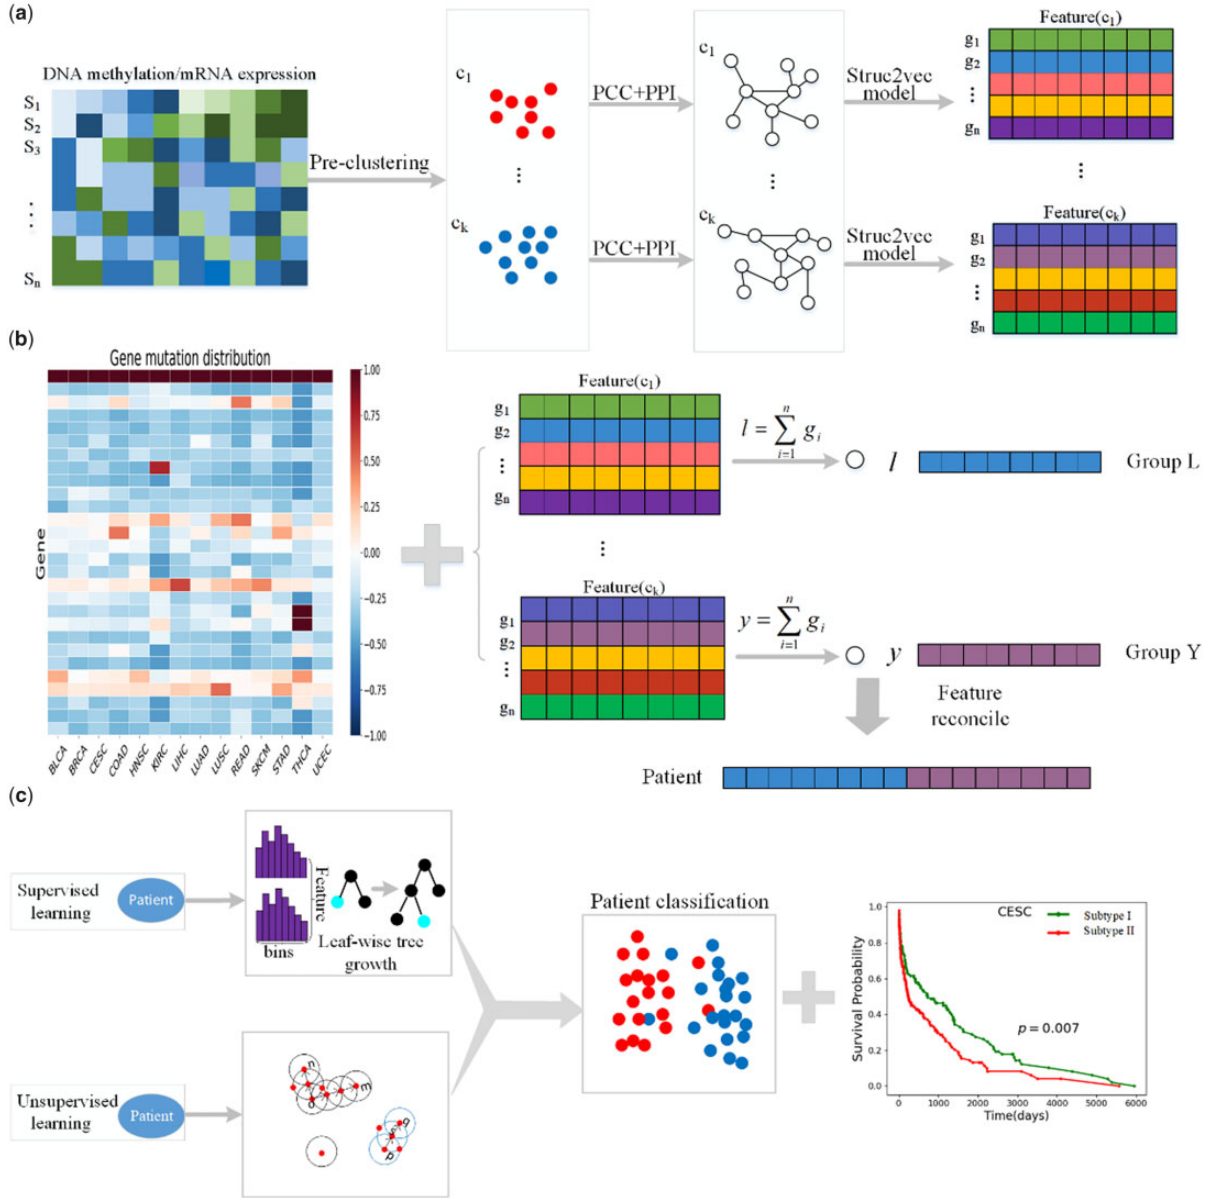 (a)
DNA methylation/mRNA expression
S1
S2
S3
⋮
Sn
Pre-clustering
c1
⋮
ck
PCC+PPI
PCC+PPI
c1
⋮
ck
Struc2vec
model
Struc2vec
model
Feature(c1)
g1
g2
⋮
gn
⋮
Feature(ck)
g1
g2
⋮
gn
(b)
Gene mutation distribution
Gene
1.00
0.75
0.50
0.25
0.00
−0.25
−0.50
−0.75
−1.00
BLCA
BRCA
CESC
COAD
HNSC
KIRC
LIHC
LUAD
LUSC
READ
SKCM
STAD
THCA
UCEC
Feature(c1)
g1
g2
⋮
gn
⋮
Feature(ck)
g1
g2
⋮
gn
l = ∑ i=1 n gi
l
Group L
y = ∑ i=1 n gi
y
Group Y
Feature
reconcile
Patient
(c)
Supervised
learning
Patient
bins
Feature
Leaf-wise tree
growth
Unsupervised
learning
Patient
n
o
m
q
s
p
Patient classification
CESC
Subtype I
Subtype II
Survival Probability
1.0
0.8
0.6
0.4
0.2
0.0
p = 0.007
0
1000
2000
3000
4000
5000
6000
Time(days)